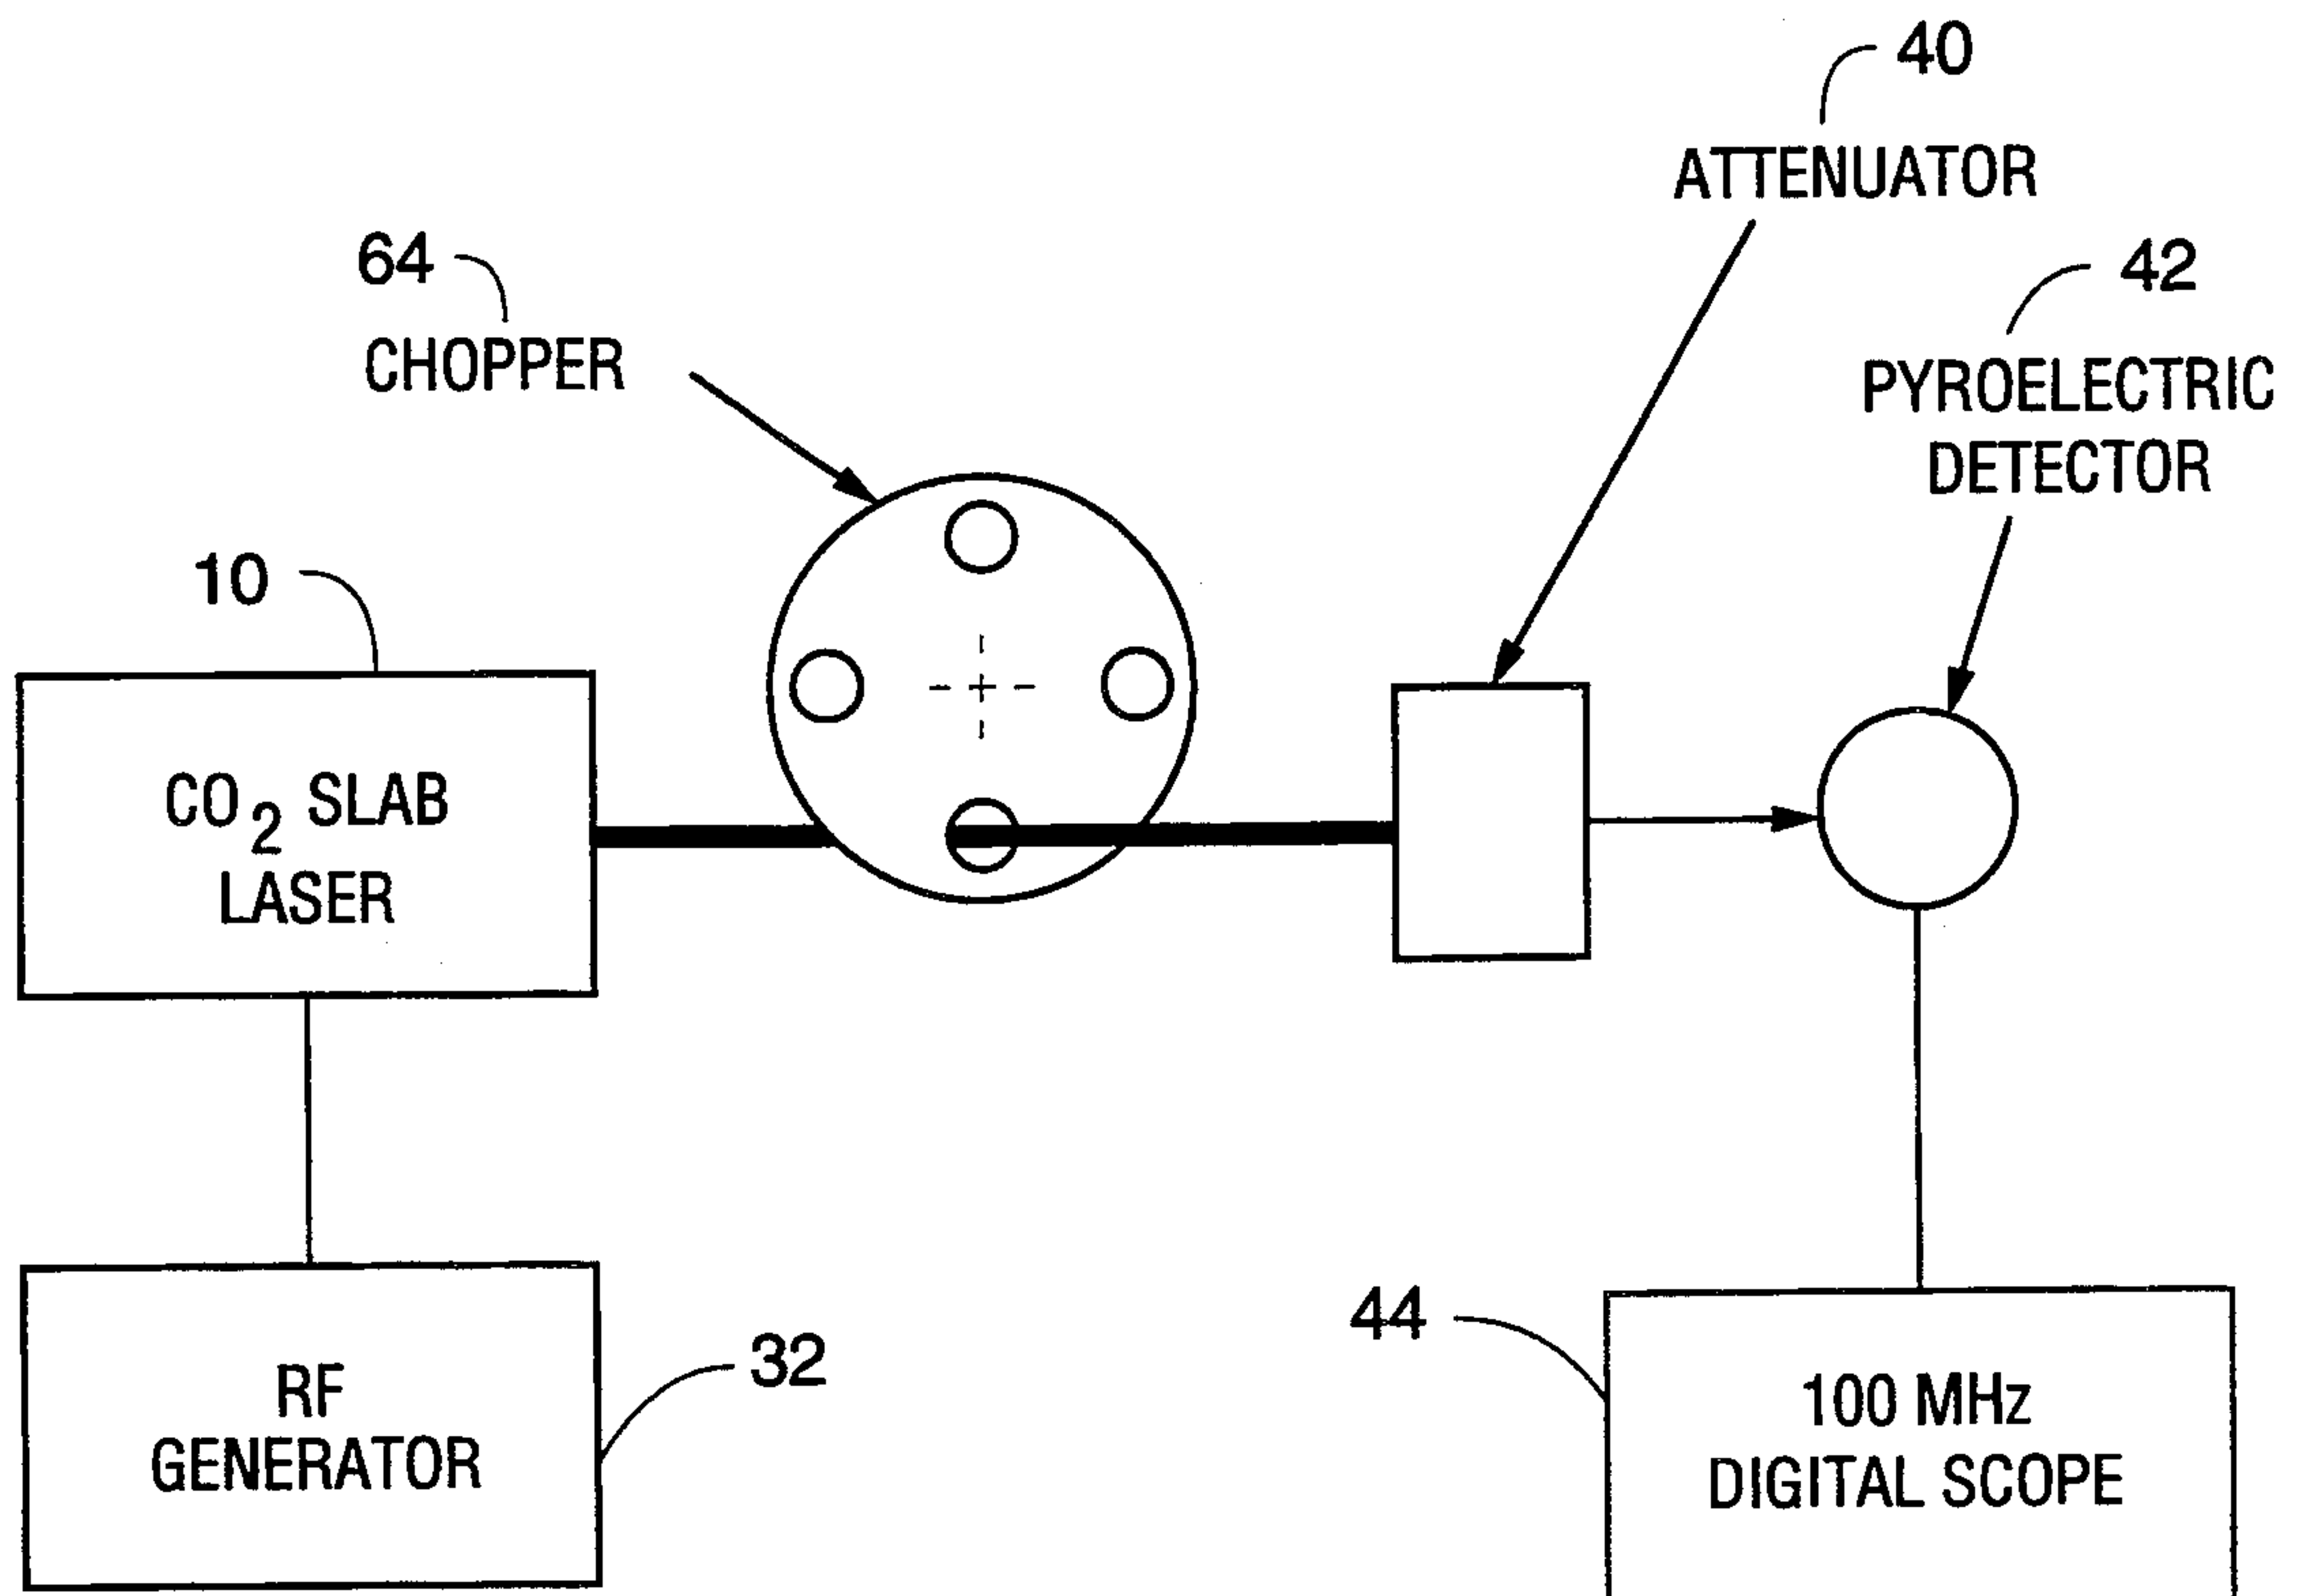 40
ATTENUATOR
64
CHOPPER
42
PYROELECTRIC
DETECTOR
10
CO2 SLAB
LASER
32
RF
GENERATOR
44
100 MHz
DIGITAL SCOPE